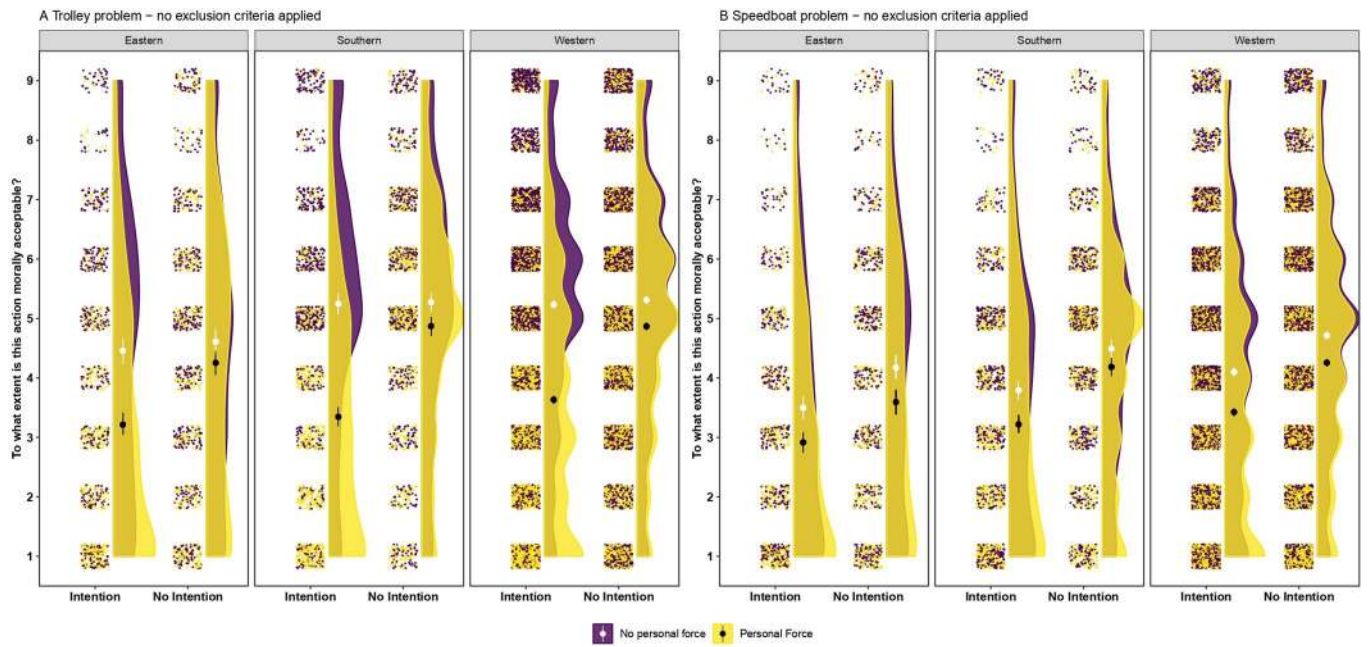 A Trolley problem – no exclusion criteria applied
Eastern
Southern
Western
To what extent is this action morally acceptable?
9
8
7
6
5
4
3
2
1
Intention
No Intention
Intention
No Intention
Intention
No Intention
B Speedboat problem – no exclusion criteria applied
Eastern
Southern
Western
To what extent is this action morally acceptable?
9
8
7
6
5
4
3
2
1
Intention
No Intention
Intention
No Intention
Intention
No Intention
No personal force
Personal Force